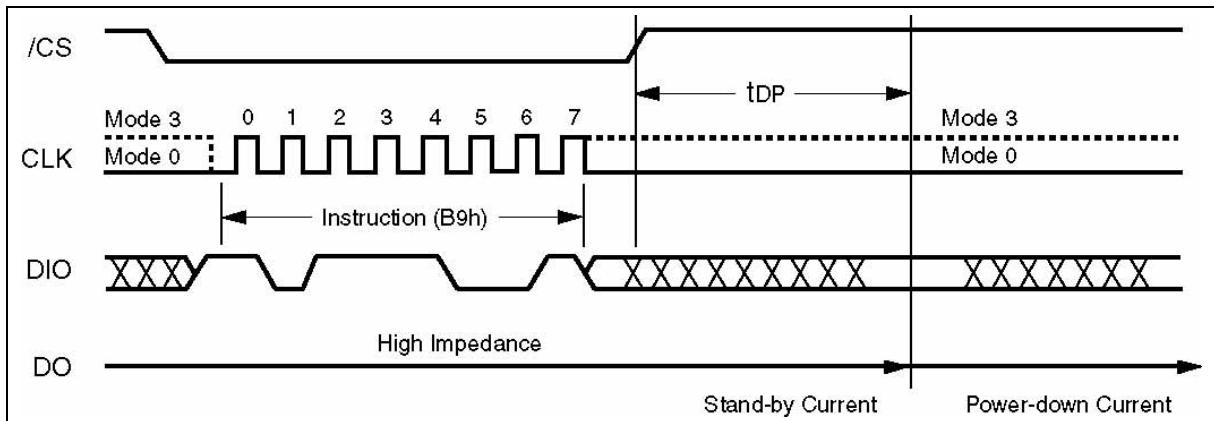 /CS
tDP
Mode 3
0 1 2 3 4 5 6 7
Mode 3
CLK
Mode 0
Mode 0
Instruction (B9h)
DIO
High Impedance
DO
Stand-by Current
Power-down Current